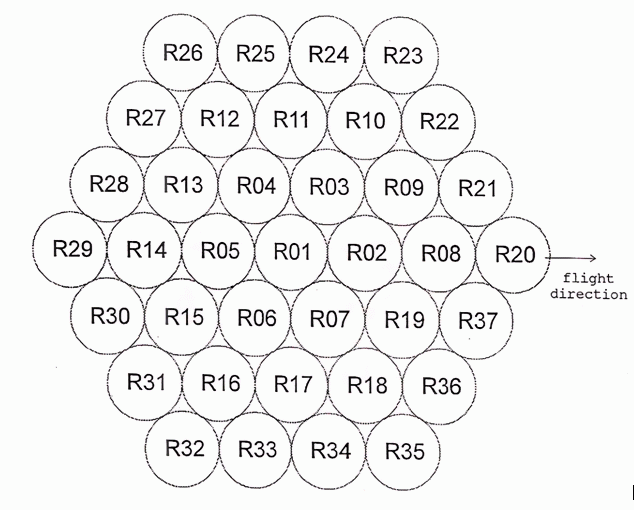 R26 R25 R24 R23
R27 R12 R11 R10 R22
R28 R13 R04 R03 R09 R21
R29 R14 R05 R01 R02 R08 R20
flight
direction
R30 R15 R06 R07 R19 R37
R31 R16 R17 R18 R36
R32 R33 R34 R35